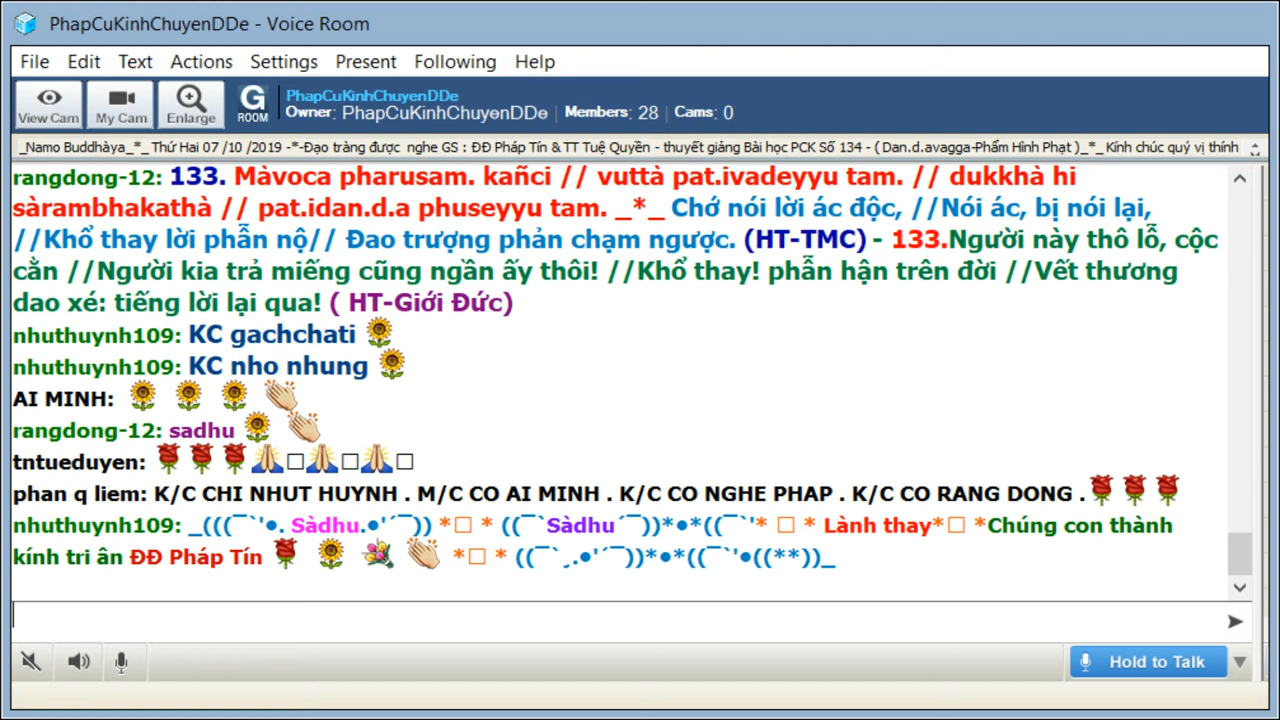 PhapCuKinhChuyenDDe - Voice Room
File Edit Text Actions Settings Present Following Help
View Cam My Cam Enlarge G ROOM
PhapCuKinhChuyenDDe
Owner: PhapCuKinhChuyenDDe | Members: 28 | Cams: 0
_Namo Buddhàya_*_ Thứ Hai 07 /10 /2019 -*-Đạo tràng được nghe GS : ĐĐ Pháp Tín & TT Tuệ Quyền - thuyết giảng Bài học PCK Số 134 - ( Dan.d.avagga-Phẩm Hình Phạt )_*_ Kính chúc quý vị thính
rangdong-12: 133. Màvoca pharusam. kañci // vuttà pat.ivadeyyu tam. // dukkhà hi
sàrambhakathà // pat.idan.d.a phuseyyu tam. _*_ Chớ nói lời ác độc, //Nói ác, bị nói lại,
//Khổ thay lời phẫn nộ// Đao trượng phản chạm ngược. (HT-TMC) - 133.Người này thô lỗ, cộc
cằn //Người kia trả miếng cũng ngần ấy thôi! //Khổ thay! phẫn hận trên đời //Vết thương
dao xé: tiếng lời lại qua! ( HT-Giới Đức)
nhuthuynh109: KC gachchati 🌻
nhuthuynh109: KC nho nhung 🌻
AI MINH: 🌻 🌻 🌻 👏
rangdong-12: sadhu 🌻 👏
tntueduyen: 🌹🌹🌹🙏□🙏□🙏□
phan q liem: K/C CHI NHUT HUYNH . M/C CO AI MINH . K/C CO NGHE PHAP . K/C CO RANG DONG .🌹🌹🌹
nhuthuynh109: _(((¯`'●. Sàdhu.●'´¯)) *□ * ((¯`Sàdhu´¯))*●*((¯`'* □ * Lành thay*□ *Chúng con thành
kính tri ân ĐĐ Pháp Tín 🌹 🌻 💐 👏 *□ * ((¯`¸.●'´¯))*●*((¯`'●((**))_
Hold to Talk